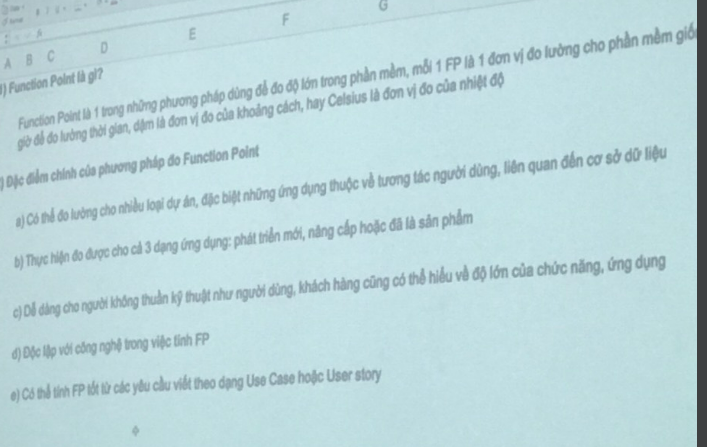 A B C D E F G
1) Function Point là gì?
Function Point là 1 trong những phương pháp dùng để đo độ lớn trong phần mềm, mỗi 1 FP là 1 đơn vị đo lường cho phần mềm giống
giờ để đo lường thời gian, dặm là đơn vị đo của khoảng cách, hay Celsius là đơn vị đo của nhiệt độ
) Đặc điểm chính của phương pháp đo Function Point
a) Có thể đo lường cho nhiều loại dự án, đặc biệt những ứng dụng thuộc về tương tác người dùng, liên quan đến cơ sở dữ liệu
b) Thực hiện đo được cho cả 3 dạng ứng dụng: phát triển mới, nâng cấp hoặc đã là sản phẩm
c) Dễ dàng cho người không thuần kỹ thuật như người dùng, khách hàng cũng có thể hiểu về độ lớn của chức năng, ứng dụng
d) Độc lập với công nghệ trong việc tính FP
e) Có thể tính FP tốt từ các yêu cầu viết theo dạng Use Case hoặc User story